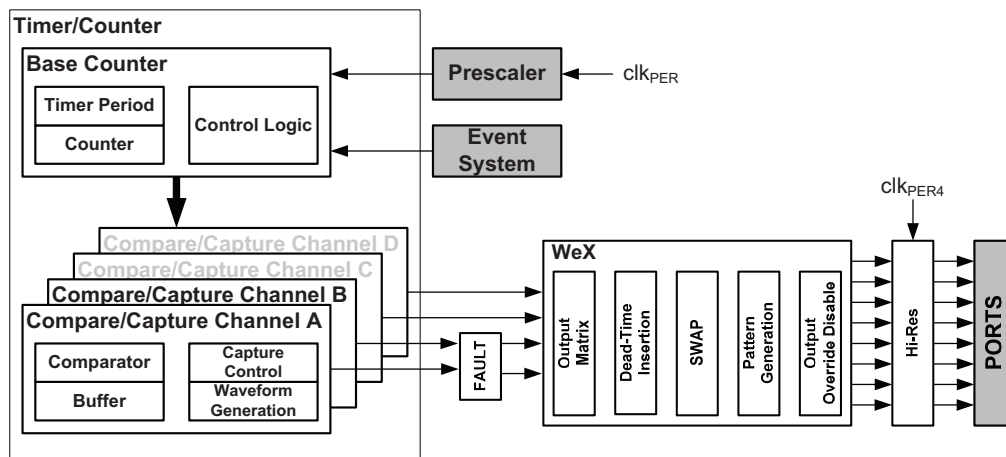 Timer/Counter
Base Counter
Timer Period
Counter
Control Logic
Prescaler
clkPER
Event
System
clkPER4
Compare/Capture Channel D
Compare/Capture Channel C
Compare/Capture Channel B
Compare/Capture Channel A
Comparator
Buffer
Capture
Control
Waveform
Generation
FAULT
WeX
Output
Matrix
Dead-Time
Insertion
SWAP
Pattern
Generation
Output
Override Disable
Hi-Res
PORTS